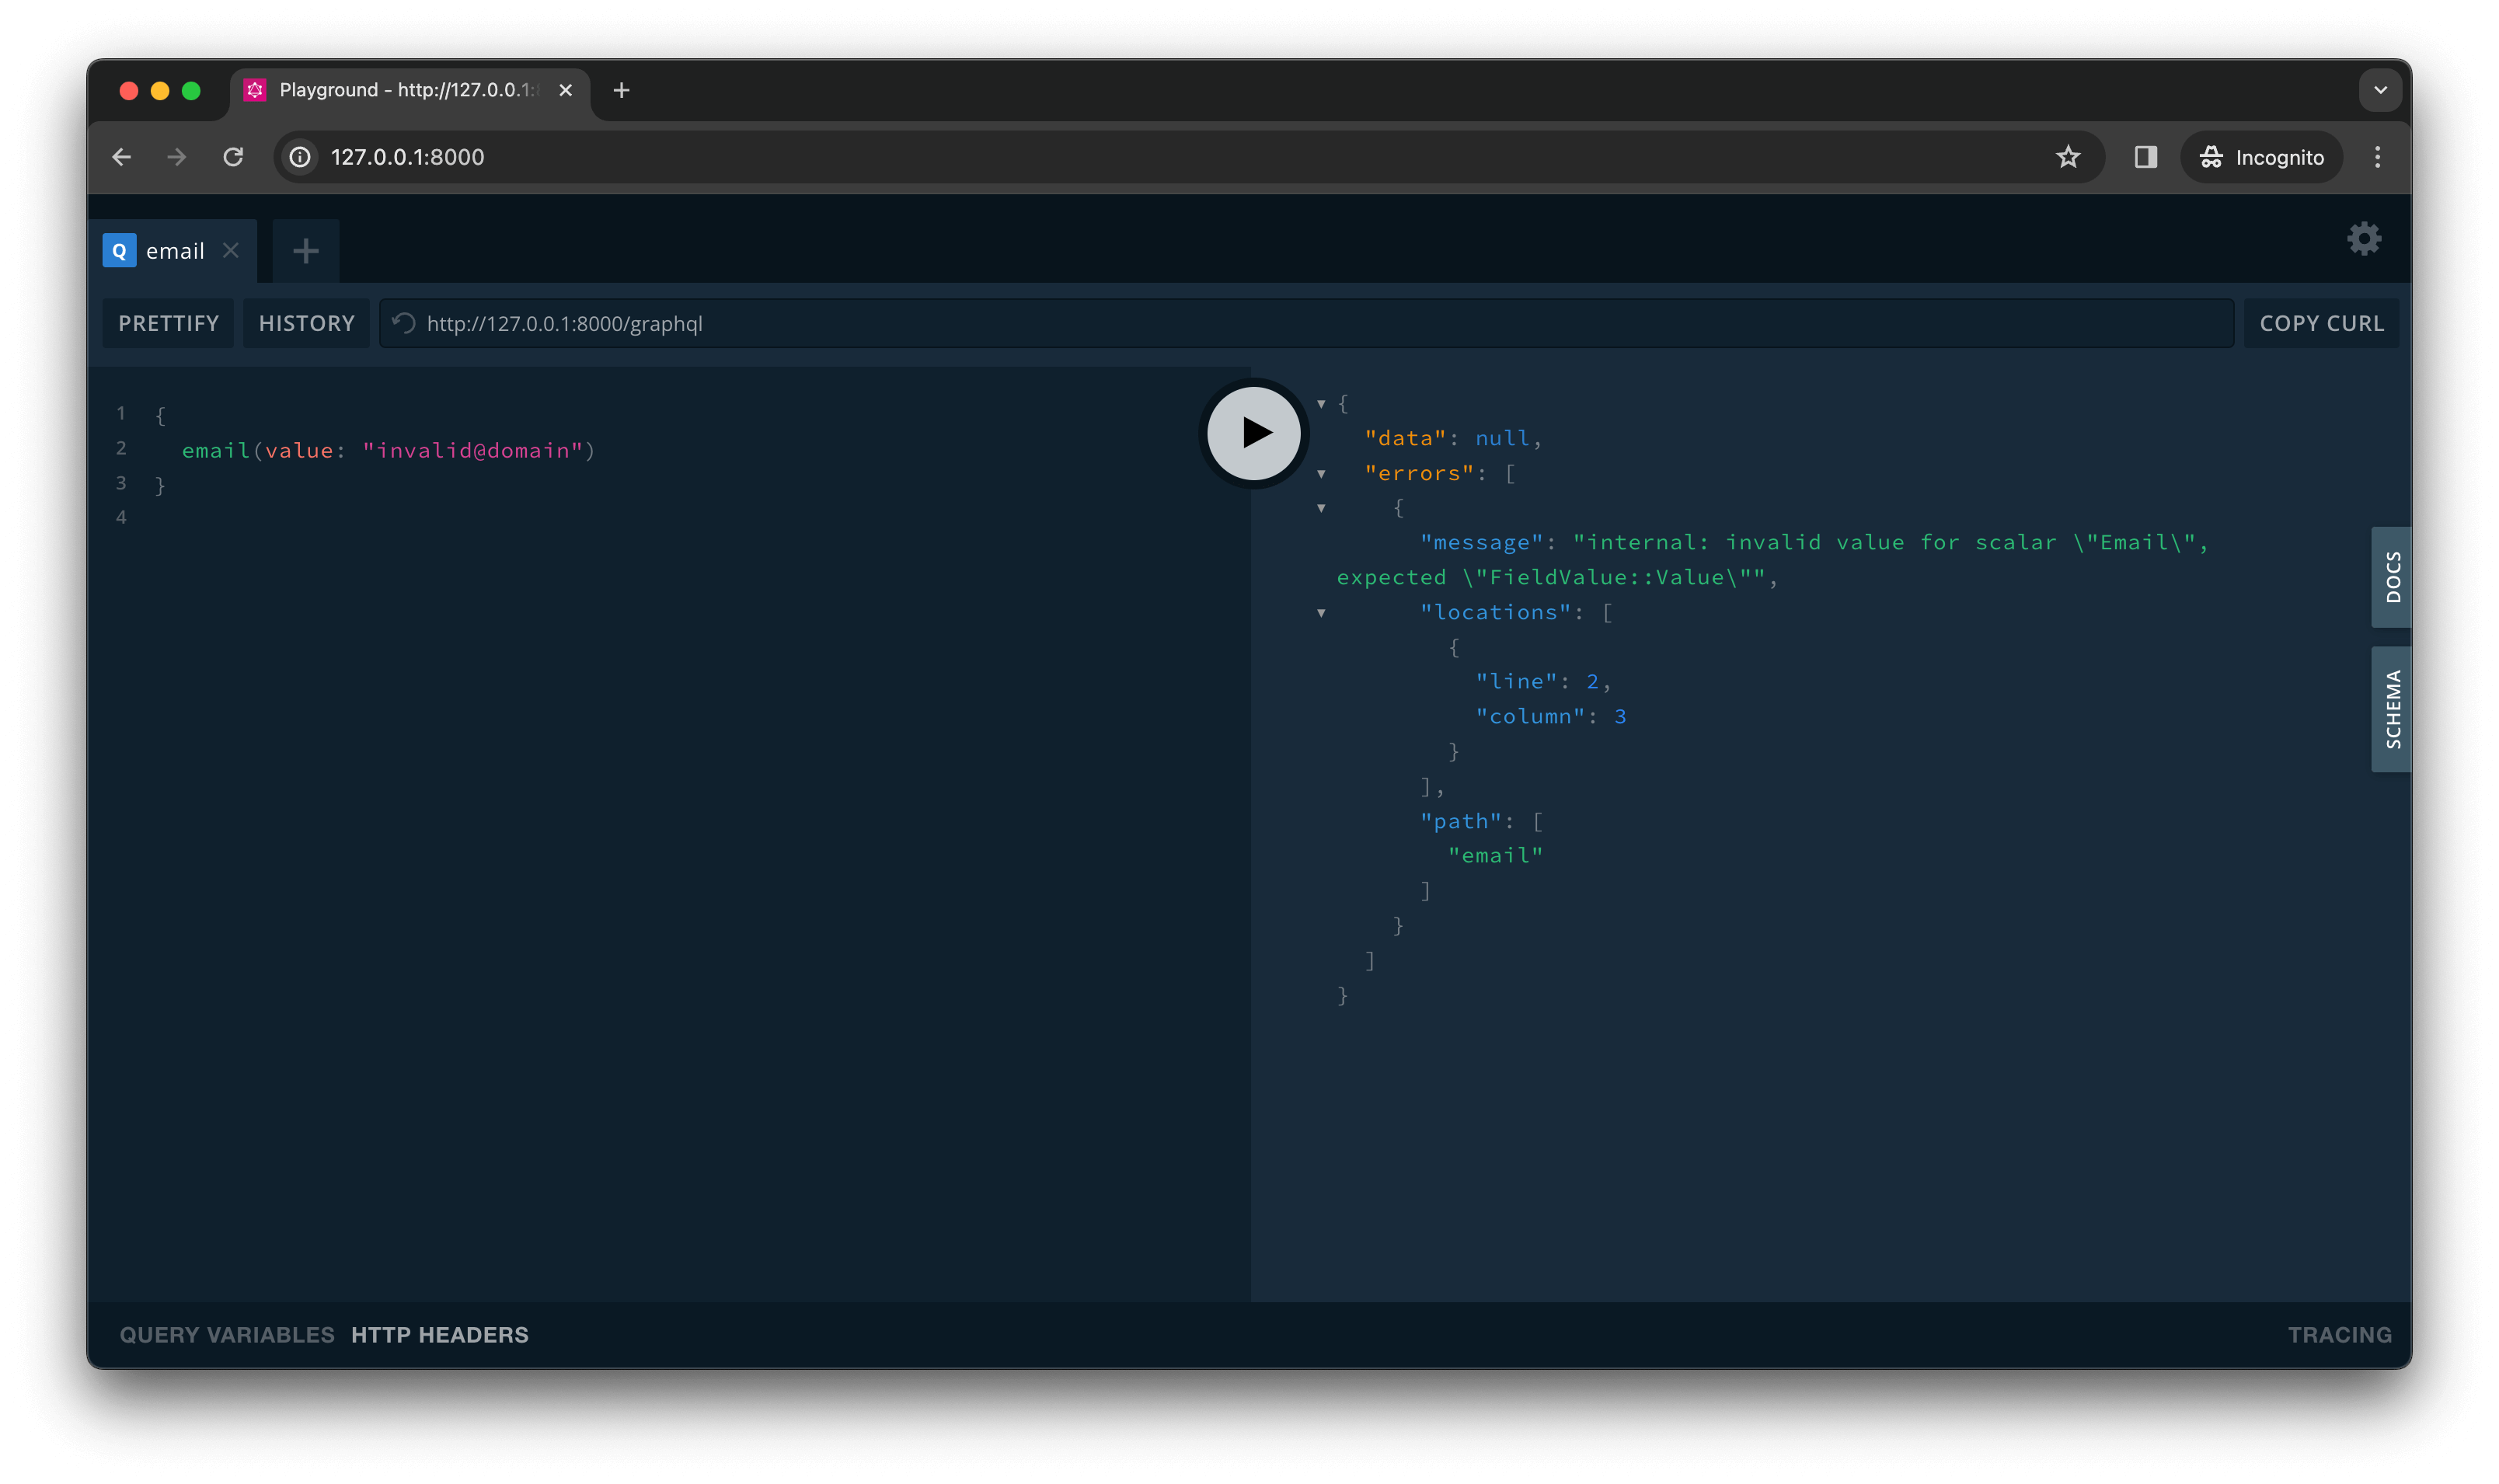 Playground - http://127.0.0.1:
127.0.0.1:8000
Incognito
Q email
PRETTIFY
HISTORY
http://127.0.0.1:8000/graphql
COPY CURL
1 {
2   email(value: "invalid@domain")
3 }
4
{
"data": null,
"errors": [
{
"message": "internal: invalid value for scalar \"Email\",
expected \"FieldValue::Value\"",
"locations": [
{
"line": 2,
"column": 3
}
],
"path": [
"email"
]
}
]
}
DOCS
SCHEMA
QUERY VARIABLES
HTTP HEADERS
TRACING